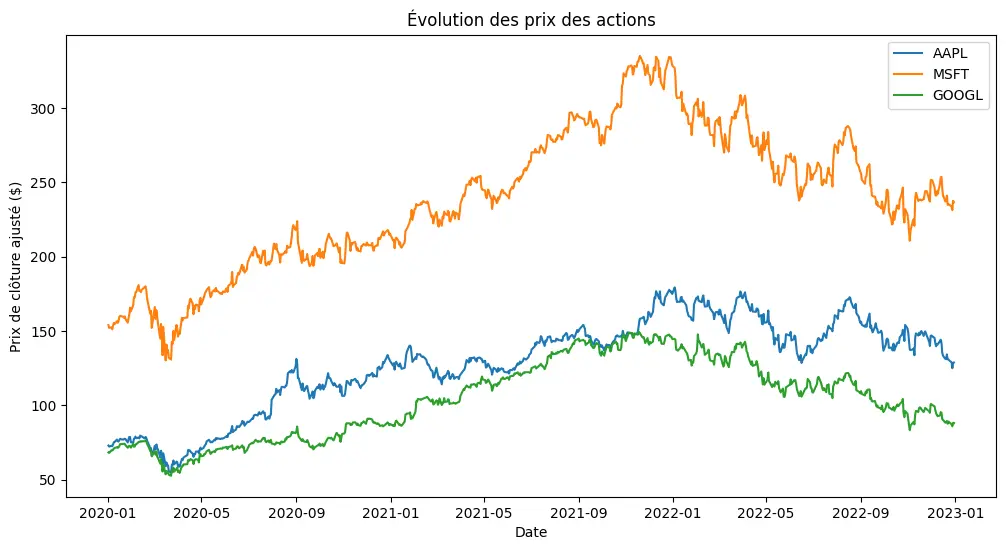 Évolution des prix des actions
AAPL
MSFT
GOOGL
Prix de clôture ajusté ($)
300
250
200
150
100
50
2020-01 2020-05 2020-09 2021-01 2021-05 2021-09 2022-01 2022-05 2022-09 2023-01
Date